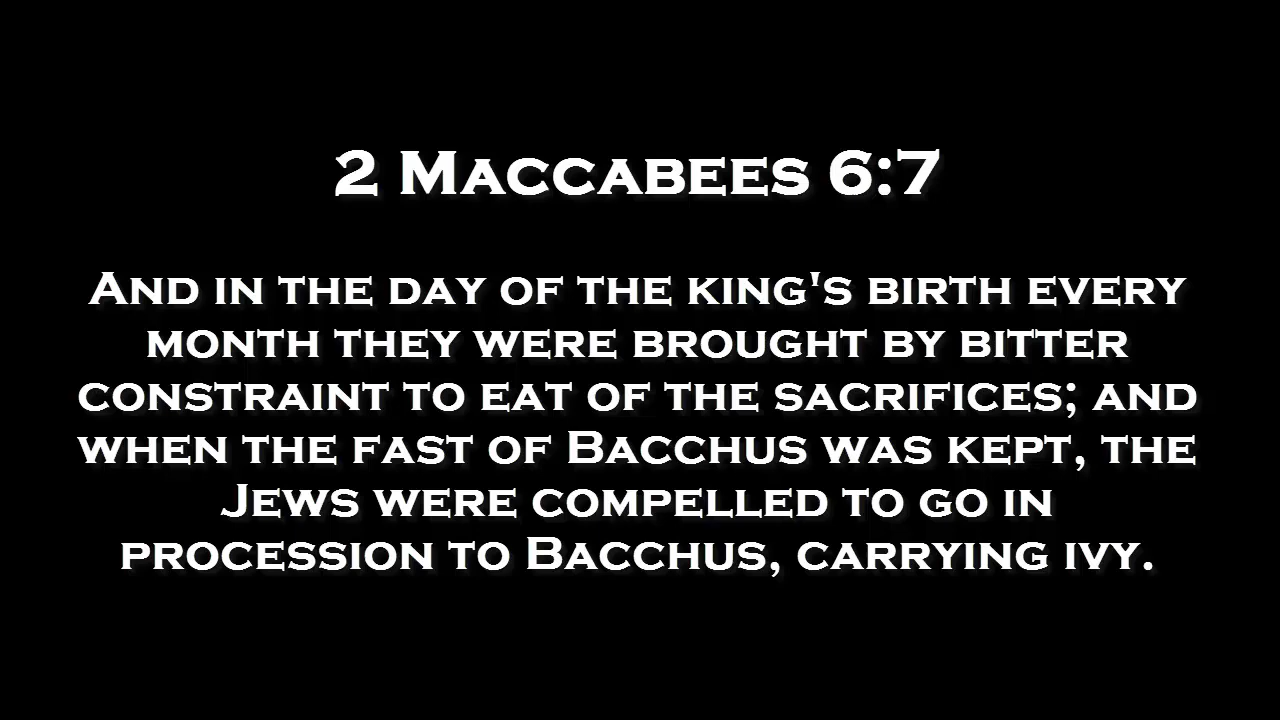 2 Maccabees 6:7
And in the day of the king's birth every
month they were brought by bitter
constraint to eat of the sacrifices; and
when the fast of Bacchus was kept, the
Jews were compelled to go in
procession to Bacchus, carrying ivy.